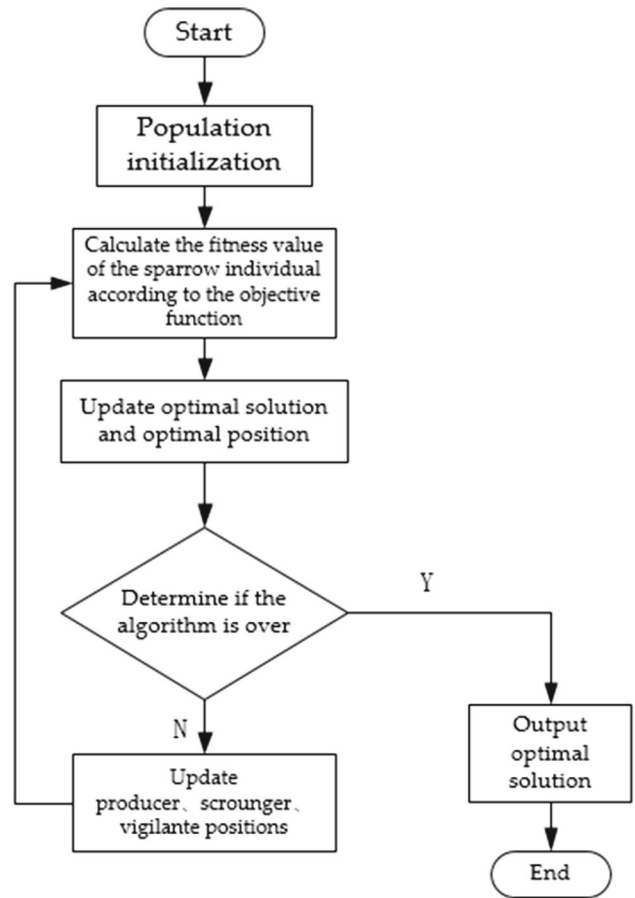 Start
Population
initialization
Calculate the fitness value
of the sparrow individual
according to the objective
function
Update optimal solution
and optimal position
Determine if the
algorithm is over
Y
N
Update
producer、scrounger、
vigilante positions
Output
optimal
solution
End